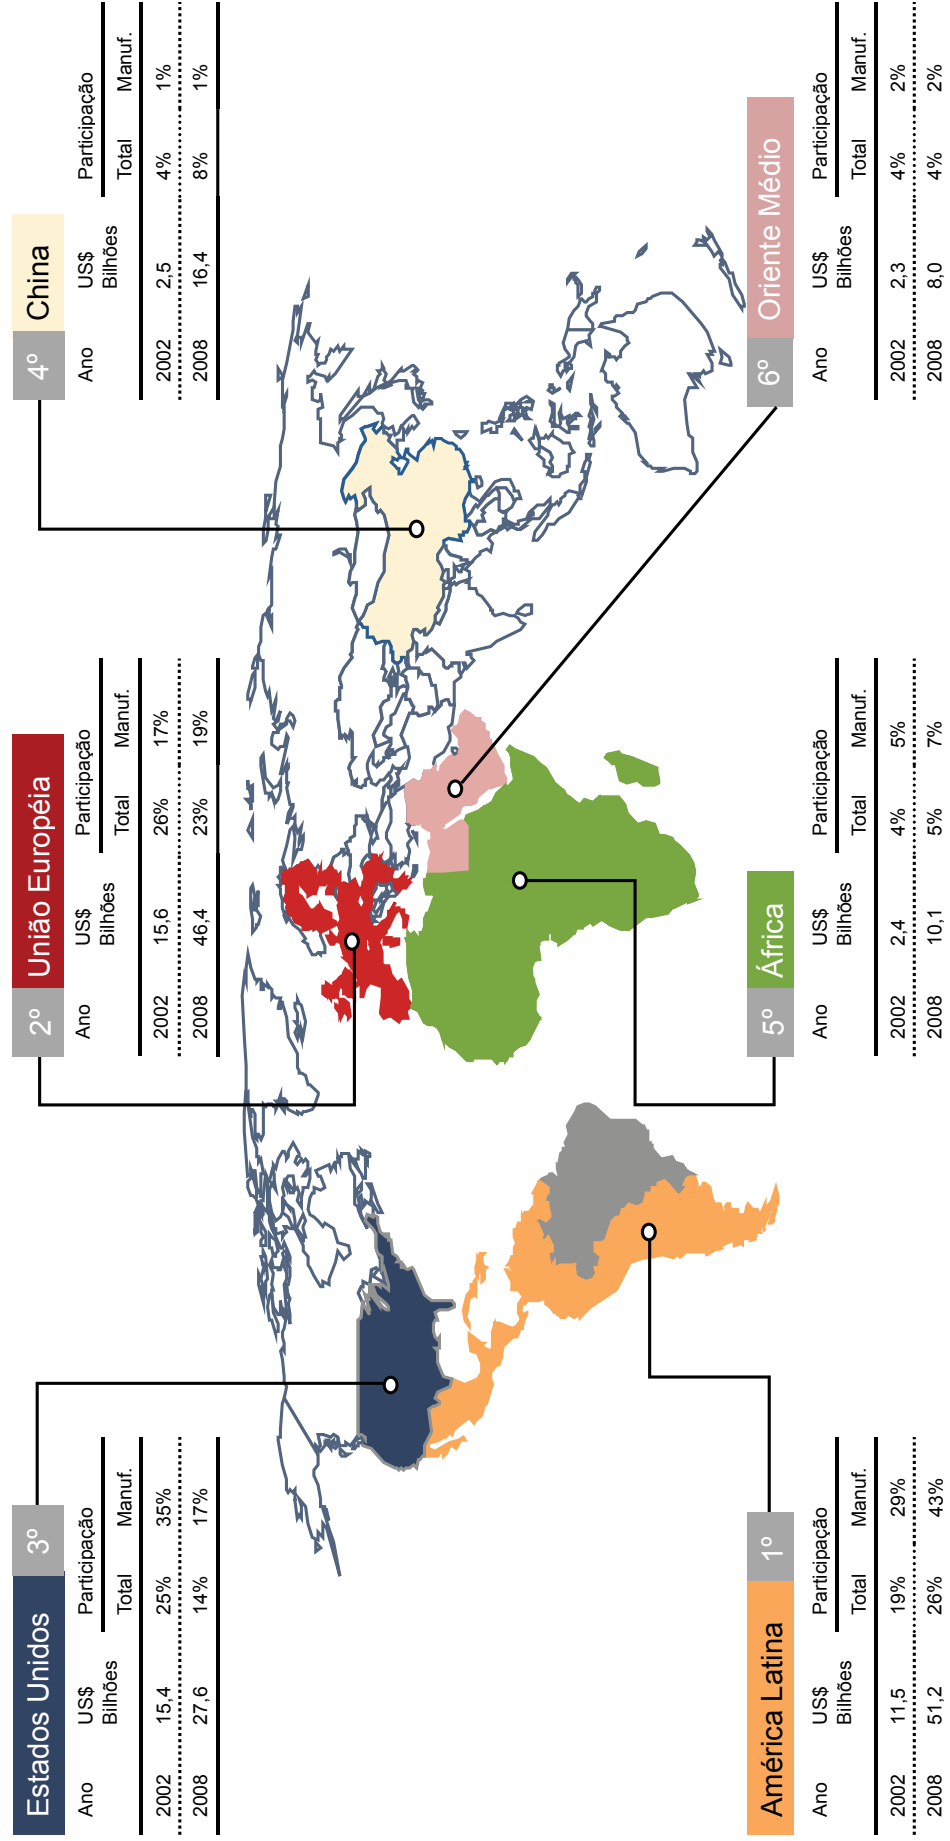 Estados Unidos 3º
Ano US$ Bilhões Participação
Total Manuf.
2002 15,4 25% 35%
2008 27,6 14% 17%
2º União Européia
Ano US$ Bilhões Participação
Total Manuf.
2002 15,6 26% 17%
2008 46,4 23% 19%
4º China
Ano US$ Bilhões Participação
Total Manuf.
2002 2,5 4% 1%
2008 16,4 8% 1%
América Latina 1º
Ano US$ Bilhões Participação
Total Manuf.
2002 11,5 19% 29%
2008 51,2 26% 43%
5º África
Ano US$ Bilhões Participação
Total Manuf.
2002 2,4 4% 5%
2008 10,1 5% 7%
6º Oriente Médio
Ano US$ Bilhões Participação
Total Manuf.
2002 2,3 4% 2%
2008 8,0 4% 2%